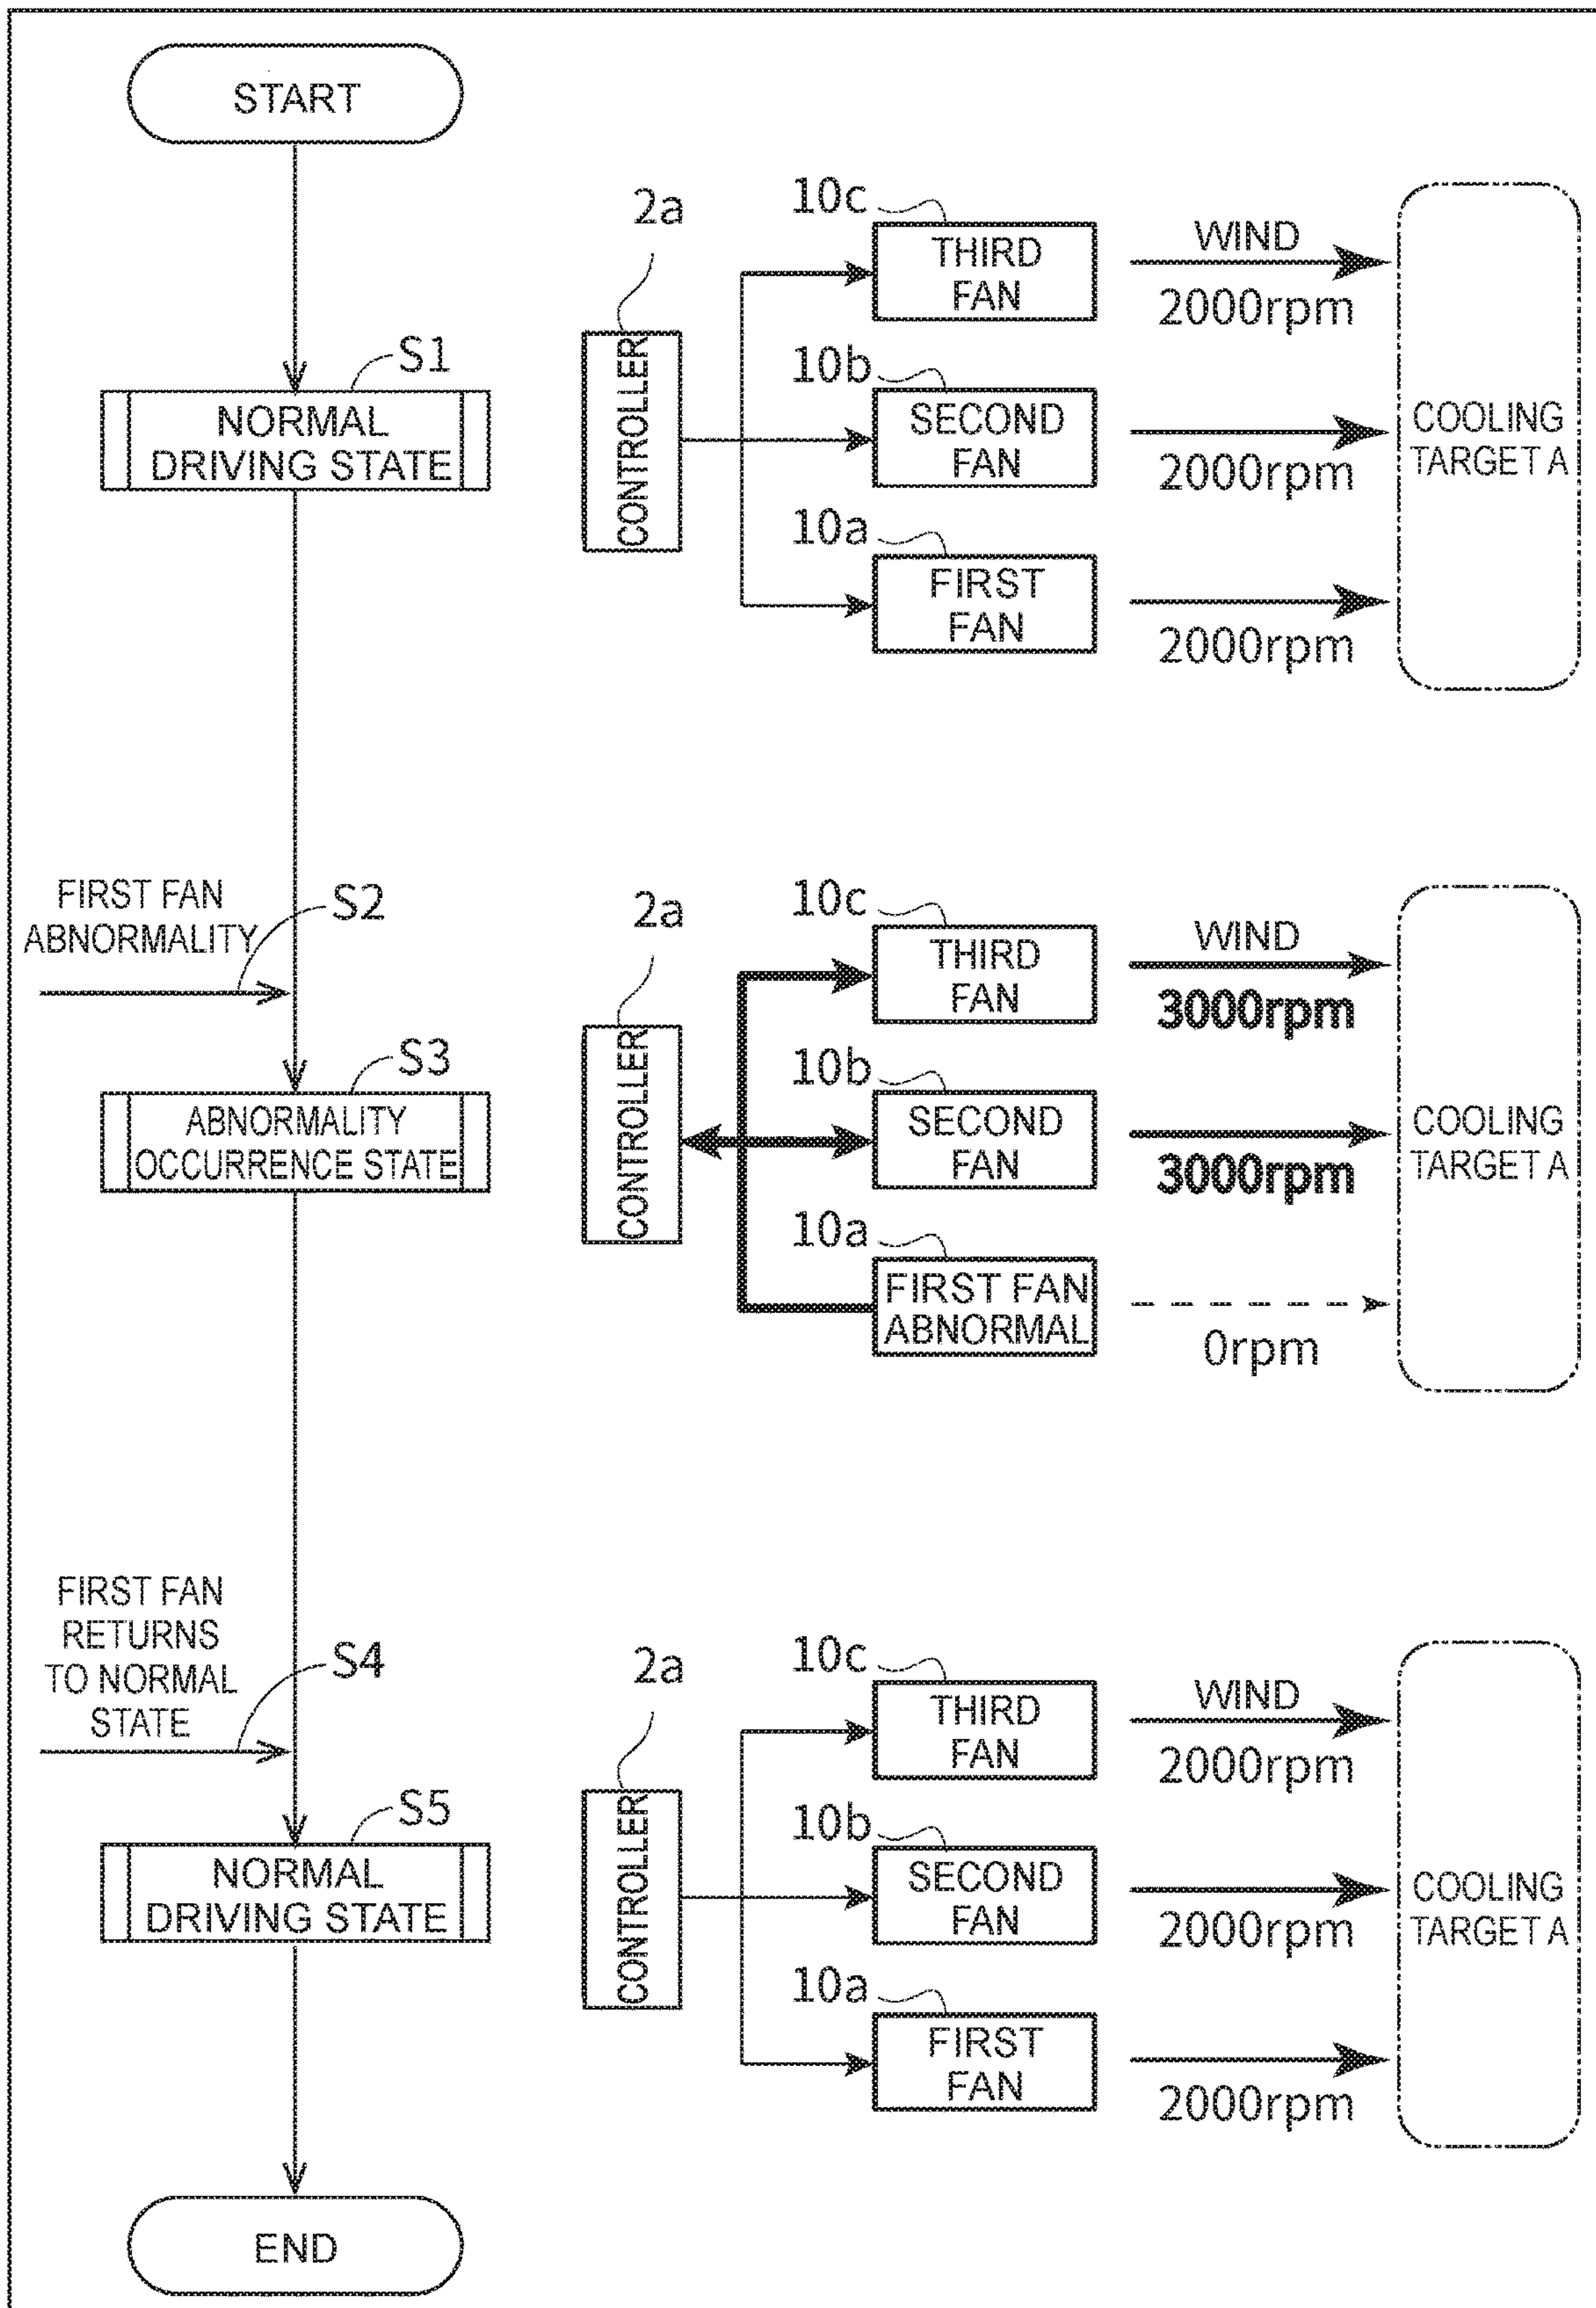 START
S1
NORMAL
DRIVING STATE
2a
CONTROLLER
10c
THIRD
FAN
WIND
2000rpm
10b
SECOND
FAN
2000rpm
10a
FIRST
FAN
2000rpm
COOLING
TARGET A
FIRST FAN
ABNORMALITY
S2
S3
ABNORMALITY
OCCURRENCE STATE
2a
CONTROLLER
10c
THIRD
FAN
WIND
3000rpm
10b
SECOND
FAN
3000rpm
10a
FIRST FAN
ABNORMAL
0rpm
COOLING
TARGET A
FIRST FAN
RETURNS
TO NORMAL
STATE
S4
S5
NORMAL
DRIVING STATE
2a
CONTROLLER
10c
THIRD
FAN
WIND
2000rpm
10b
SECOND
FAN
2000rpm
10a
FIRST
FAN
2000rpm
COOLING
TARGET A
END